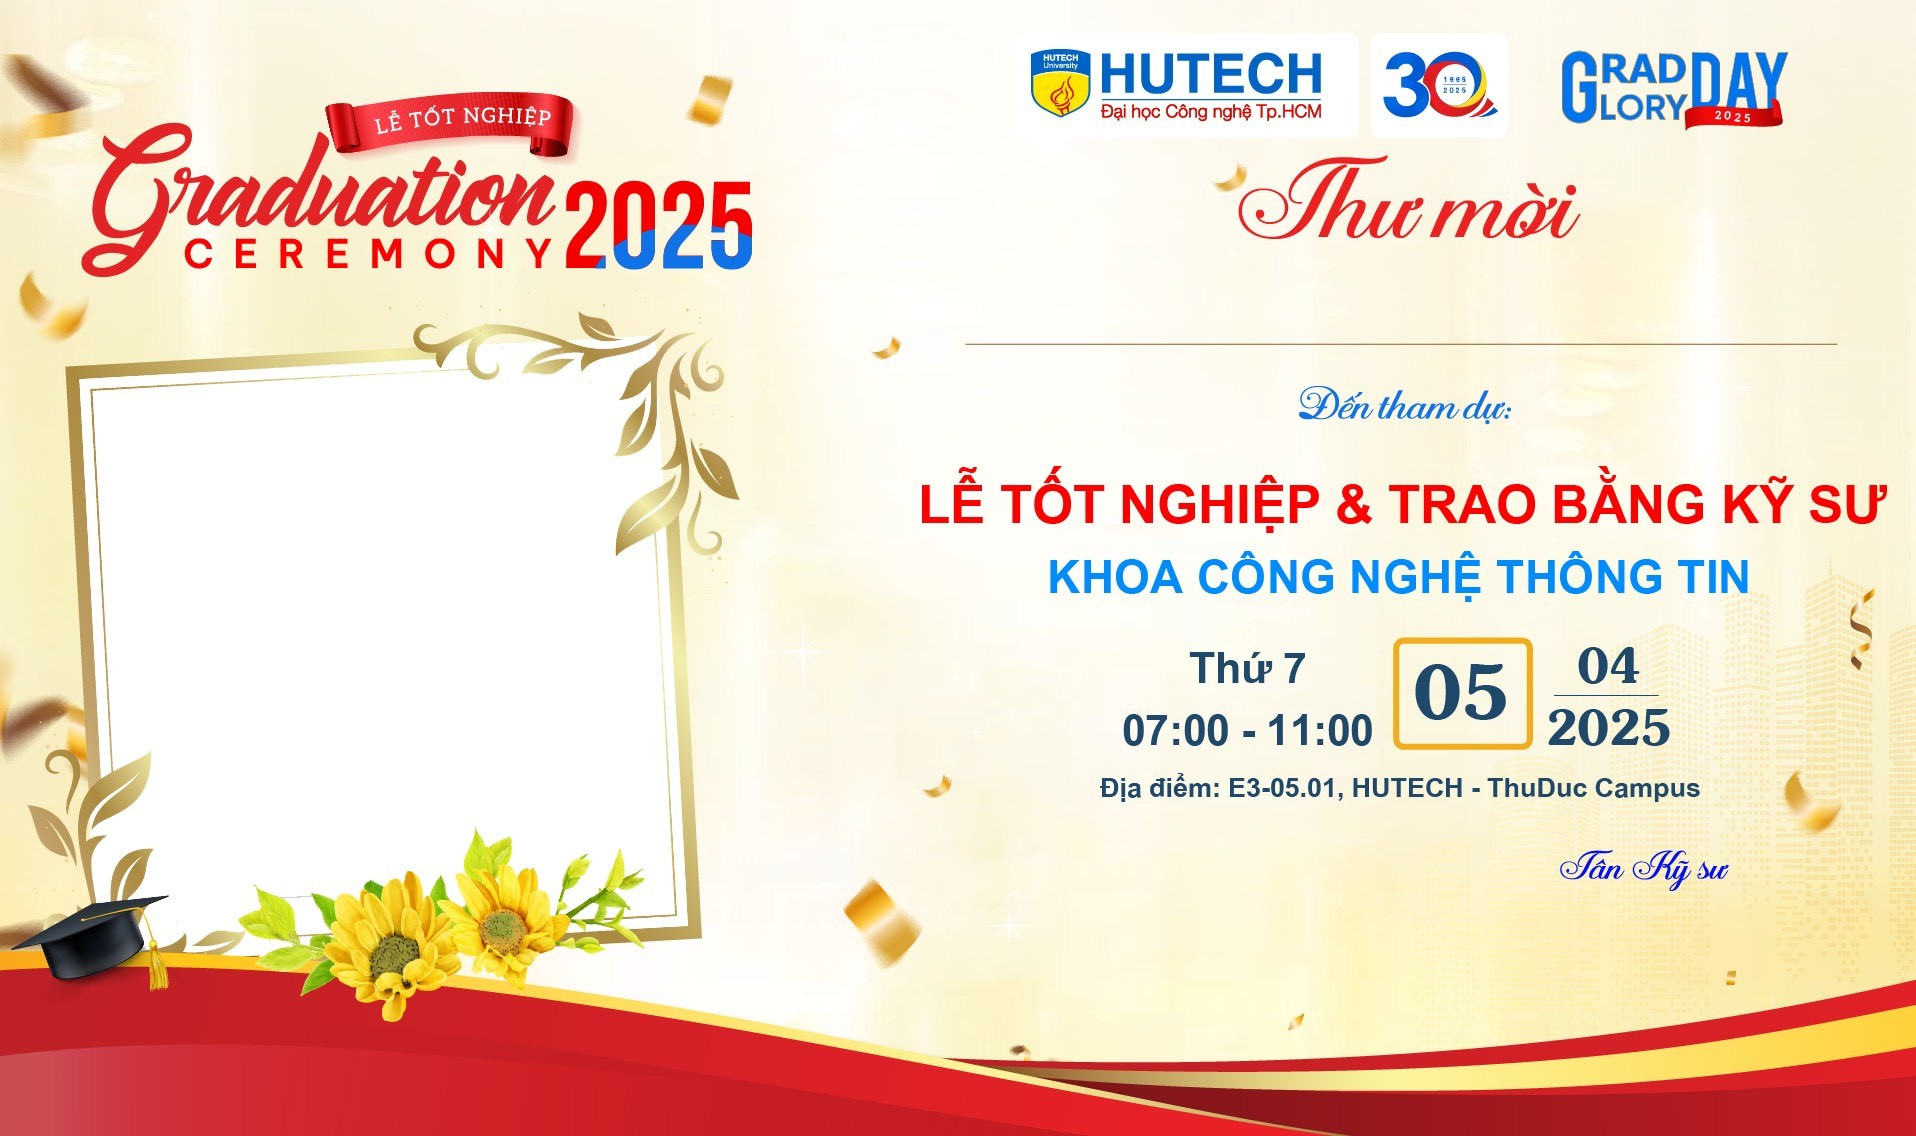 LỄ TỐT NGHIỆP
Graduation
CEREMONY 2025
HUTECH
University
HUTECH
Đại học Công nghệ Tp.HCM
30
1995
2025
GRAD
GLORY DAY
2025
Thư mời
Đến tham dự:
LỄ TỐT NGHIỆP & TRAO BẰNG KỸ SƯ
KHOA CÔNG NGHỆ THÔNG TIN
Thứ 7
07:00 - 11:00
05
04
2025
Địa điểm: E3-05.01, HUTECH - ThuDuc Campus
Tân Kỹ sư